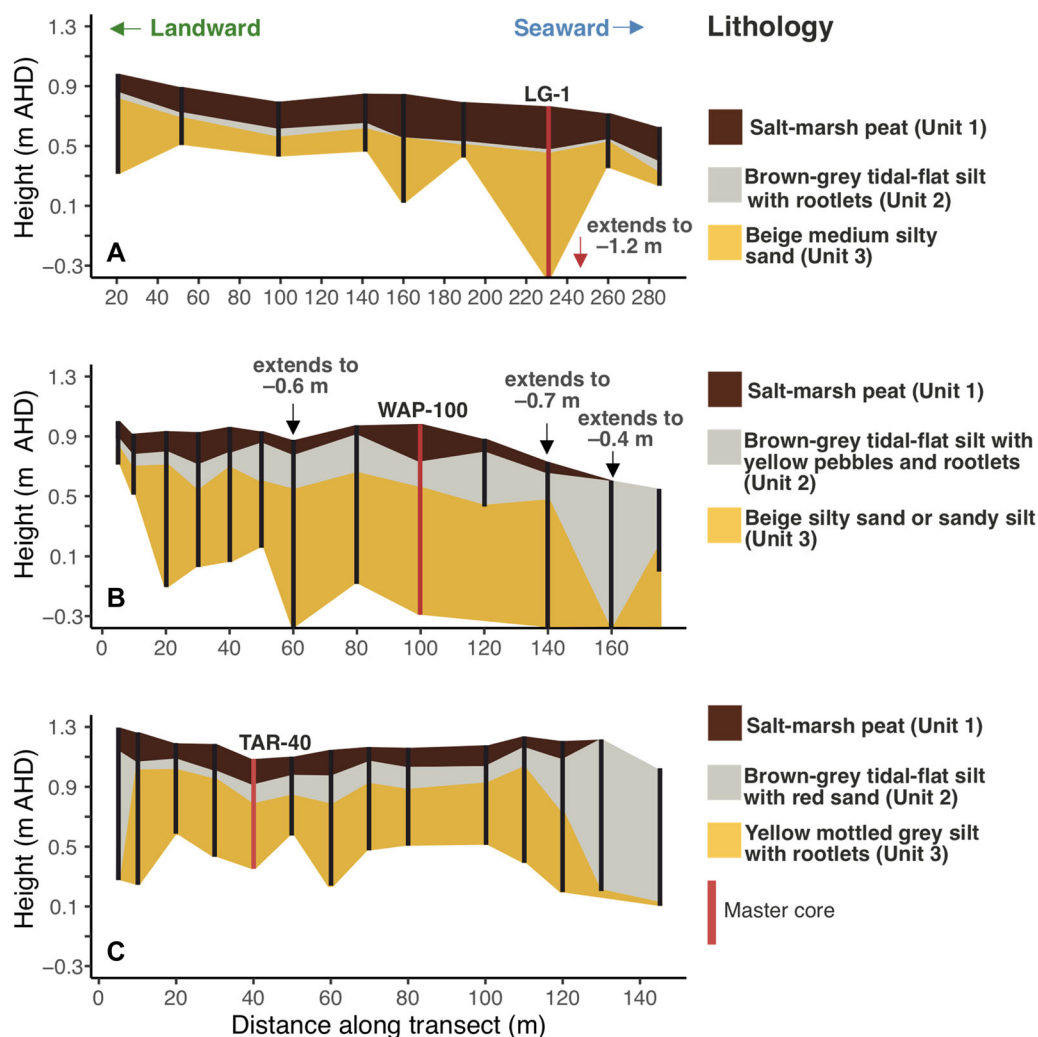 ← Landward
Seaward →
Lithology
1.3
0.9
0.5
0.1
−0.3
Height (m AHD)
LG-1
extends to
−1.2 m
A
20 40 60 80 100 120 140 160 180 200 220 240 260 280
Salt-marsh peat (Unit 1)
Brown-grey tidal-flat silt
with rootlets (Unit 2)
Beige medium silty
sand (Unit 3)
1.3
0.9
0.5
0.1
−0.3
Height (m AHD)
extends to
−0.6 m
WAP-100
extends to
−0.7 m
extends to
−0.4 m
B
0 20 40 60 80 100 120 140 160
Salt-marsh peat (Unit 1)
Brown-grey tidal-flat silt with
yellow pebbles and rootlets
(Unit 2)
Beige silty sand or sandy silt
(Unit 3)
1.3
0.9
0.5
0.1
−0.3
Height (m AHD)
TAR-40
C
0 20 40 60 80 100 120 140
Distance along transect (m)
Salt-marsh peat (Unit 1)
Brown-grey tidal-flat silt
with red sand (Unit 2)
Yellow mottled grey silt
with rootlets (Unit 3)
Master core